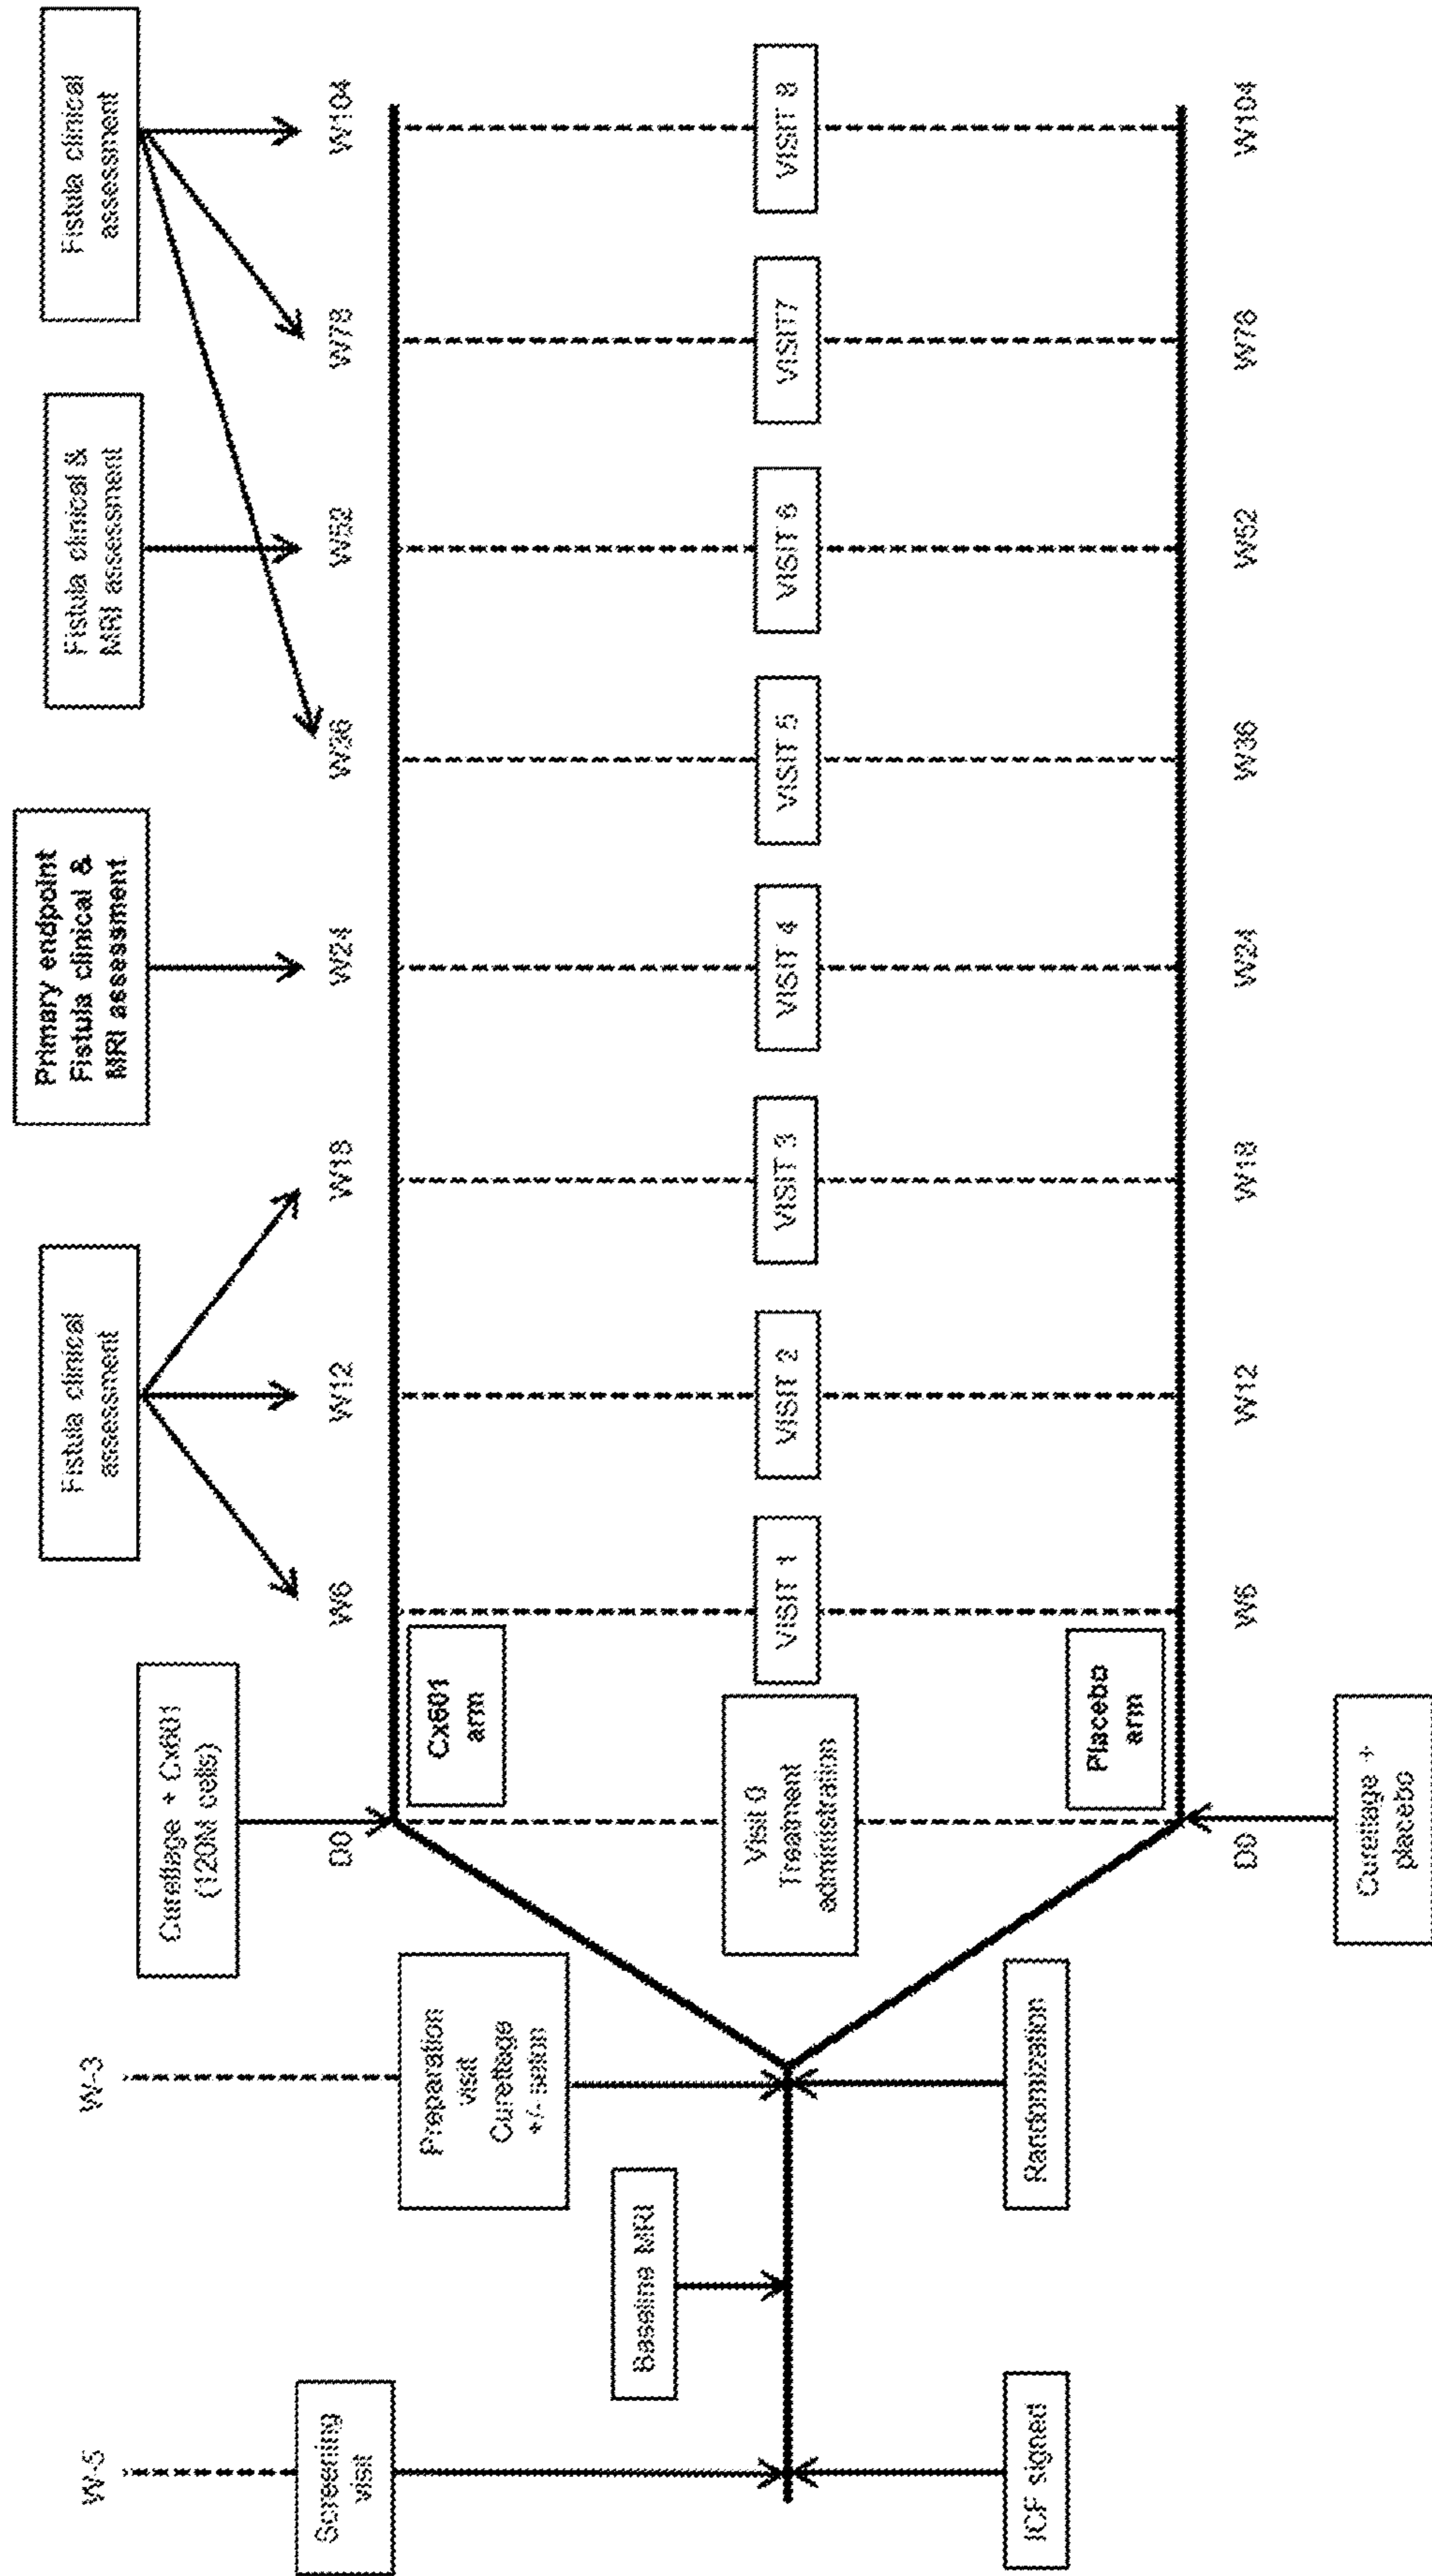 W-5
W-3
Screening
visit
ICF signed
Baseline MRI
Preparation
visit
Curettage
+/- seton
Randomization
Curettage + Cx601
(120M cells)
Fistula clinical
assessment
Primary endpoint
Fistula clinical &
MRI assessment
Fistula clinical &
MRI assessment
Fistula clinical
assessment
D0
W6
W12
W18
W24
W36
W52
W78
W104
Cx601
arm
Visit 0
Treatment
administration
VISIT 1
VISIT 2
VISIT 3
VISIT 4
VISIT 5
VISIT 6
VISIT7
VISIT 8
Placebo
arm
D0
W6
W12
W18
W24
W36
W52
W78
W104
Curettage +
placebo